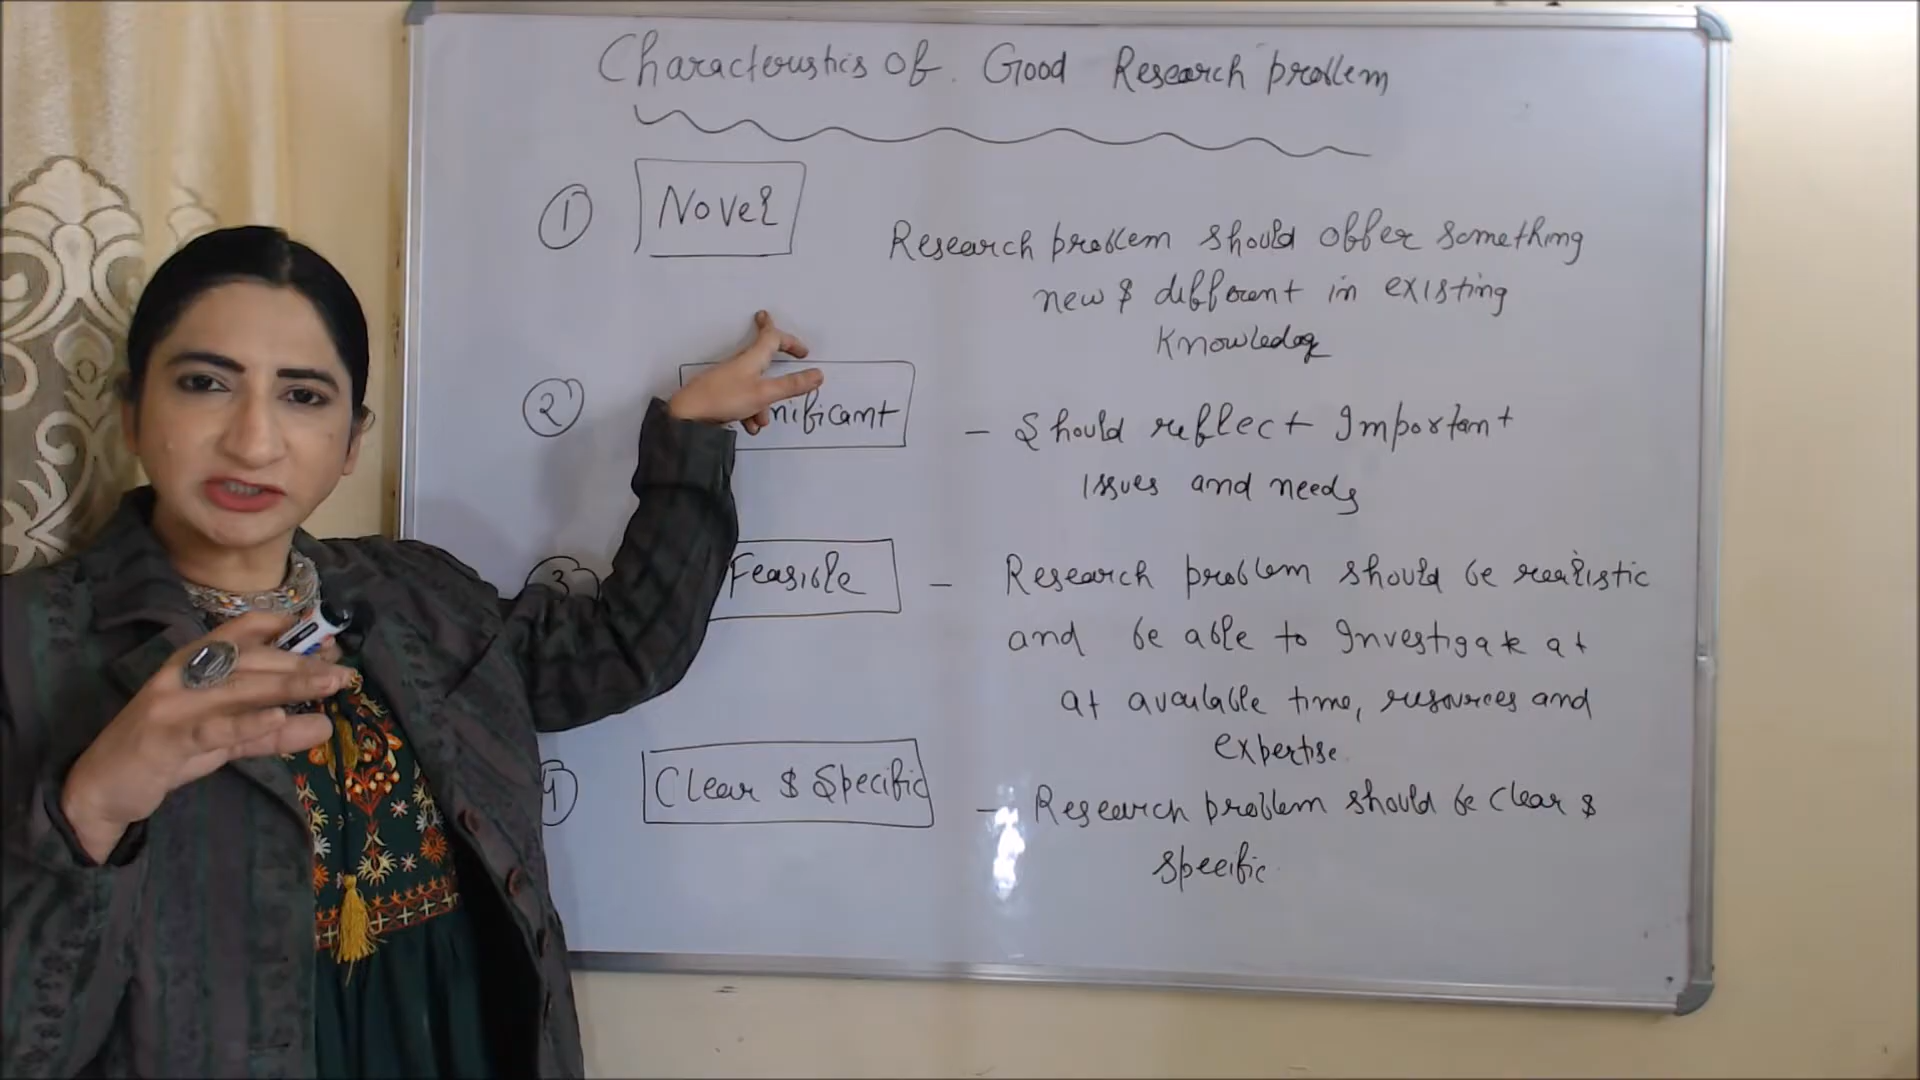 Characteristics of Good Research problem
① Novel
Research problem should offer something
new & different in existing
Knowledge
② nificant
- Should reflect Important
issues and needs
③ Feasible
- Research problem should be realistic
and be able to Investigate at
at available time, resources and
expertise.
④ Clear & Specific
- Research problem should be Clear &
specific.